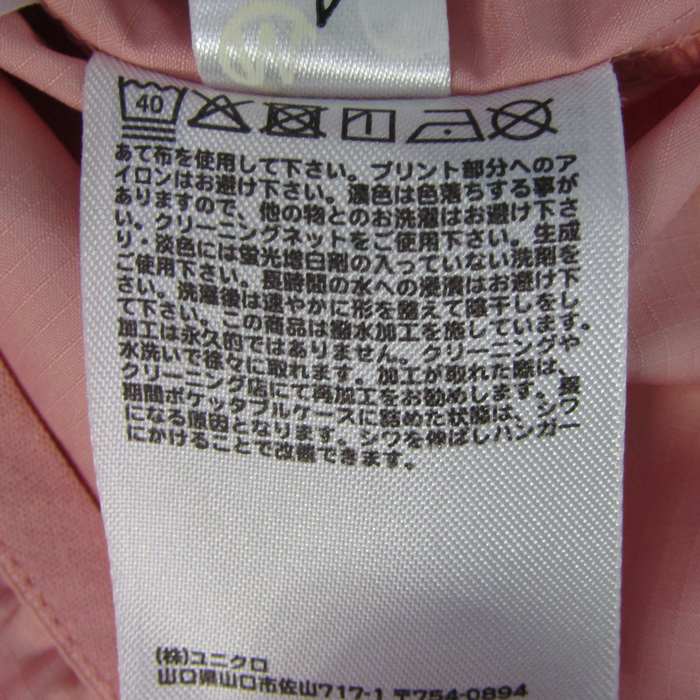 40
あて布を使用して下さい。プリント部分へのア
イロンはお避け下さい。濃色は色落ちする事が
ありますので、他の物とのお洗濯はお避け下さ
い。クリーニングネットをご使用下さい。生成
り・淡色には蛍光増白剤の入っていない洗剤を
ご使用下さい。長時間の水への浸漬はお避け下
さい。洗濯後は速やかに形を整えて陰干しをし
て下さい。この商品は撥水加工を施しています。
加工は永久的ではありません。クリーニングや
水洗いで徐々に取れます。加工が取れた際は、
クリーニング店にて再加工をお勧めします。長
期間ポケッタブルケースに詰めた状態は、シワ
になる原因となります。シワを伸ばしハンガー
にかけることで改善できます。
(株)ユニクロ
山口県山口市佐山717-1 〒754-0894